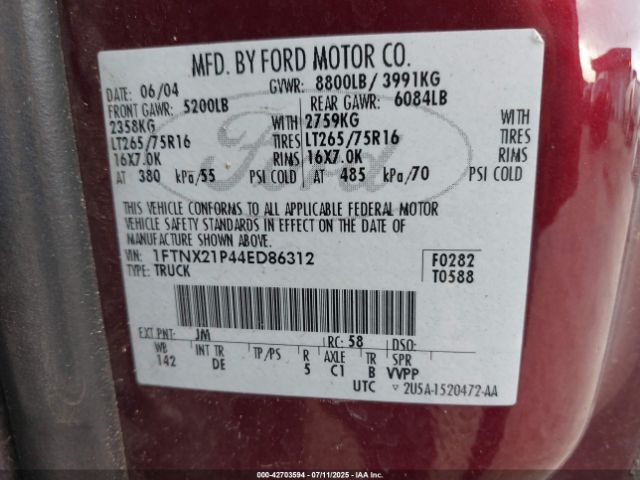 MFD. BY FORD MOTOR CO.
DATE: 06/04 GVWR: 8800LB/ 3991KG
FRONT GAWR: 5200LB REAR GAWR: 6084LB
2358KG WITH 2759KG WITH
LT265/75R16 TIRES LT265/75R16 TIRES
16X7.0K RIMS 16X7.0K RIMS
AT 380 kPa/55 PSI COLD AT 485 kPa/70 PSI COLD
THIS VEHICLE CONFORMS TO ALL APPLICABLE FEDERAL MOTOR
VEHICLE SAFETY STANDARDS IN EFFECT ON THE DATE OF
MANUFACTURE SHOWN ABOVE.
VIN: 1FTNX21P44ED86312 F0282
TYPE: TRUCK T0588
Ford
EXT PNT: JM RC: 58 DSO:
WB INT TR TP/PS R AXLE TR SPR
142 DE 5 C1 B VVPP
UTC 2U5A-1520472-AA
000-42703594 - 07/11/2025 - IAA, Inc.